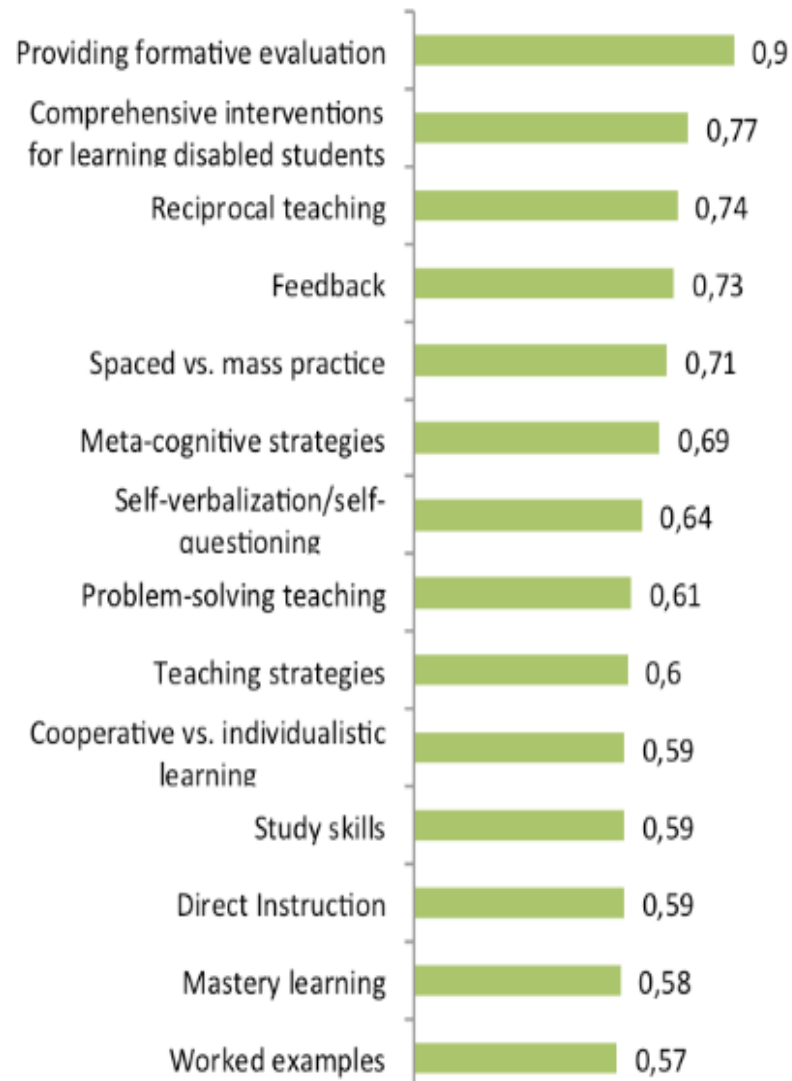 Providing formative evaluation 0,9
Comprehensive interventions
for learning disabled students 0,77
Reciprocal teaching 0,74
Feedback 0,73
Spaced vs. mass practice 0,71
Meta-cognitive strategies 0,69
Self-verbalization/self-
questioning 0,64
Problem-solving teaching 0,61
Teaching strategies 0,6
Cooperative vs. individualistic
learning 0,59
Study skills 0,59
Direct Instruction 0,59
Mastery learning 0,58
Worked examples 0,57